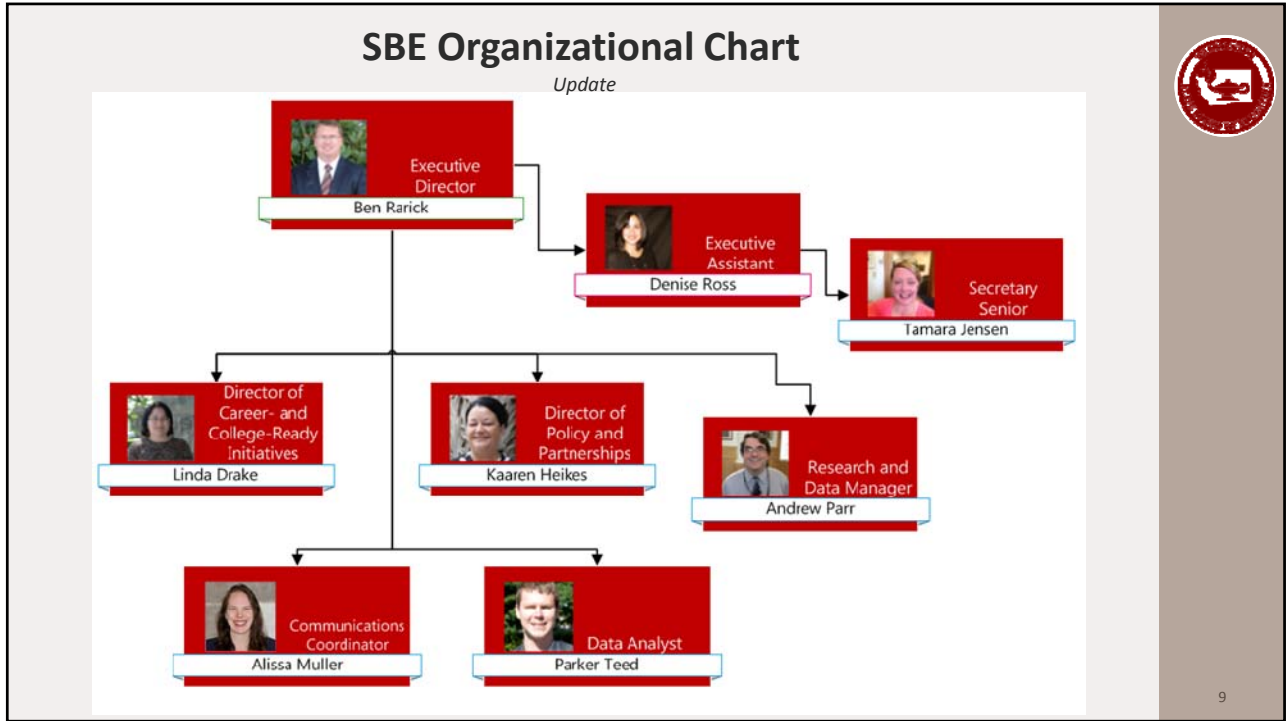 SBE Organizational Chart
Update
Executive
Director
Ben Rarick
Executive
Assistant
Denise Ross
Secretary
Senior
Tamara Jensen
Director of
Career- and
College-Ready
Initiatives
Linda Drake
Director of
Policy and
Partnerships
Kaaren Heikes
Research and
Data Manager
Andrew Parr
Communications
Coordinator
Alissa Muller
Data Analyst
Parker Teed
9